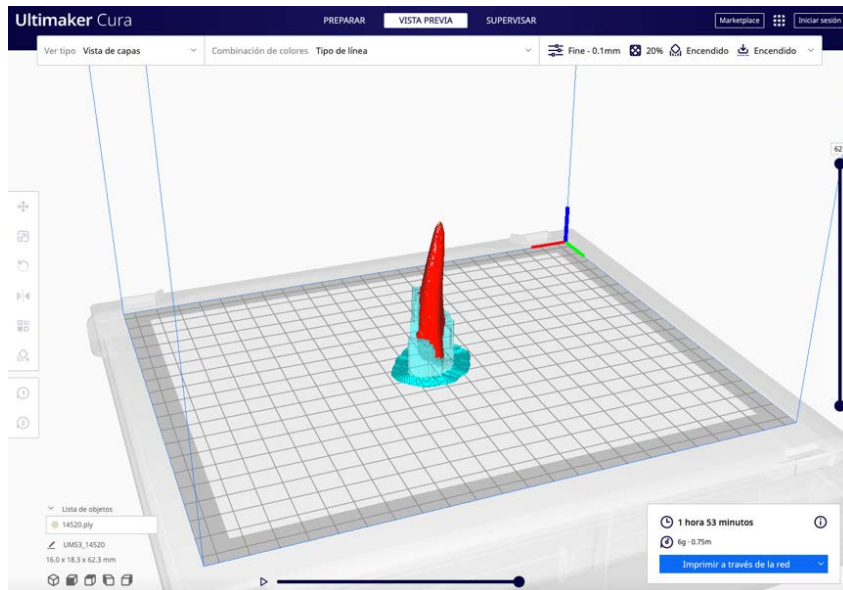 Ultimaker Cura
PREPARAR VISTA PREVIA SUPERVISAR
Marketplace Iniciar sesión
Ver tipo Vista de capas Combinación de colores Tipo de línea Fine - 0.1mm 20% Encendido Encendido
62
1
2
Lista de objetos
14520.ply
UMS3_14520
16.0 x 18.3 x 62.3 mm
1 hora 53 minutos
6g · 0.75m
Imprimir a través de la red